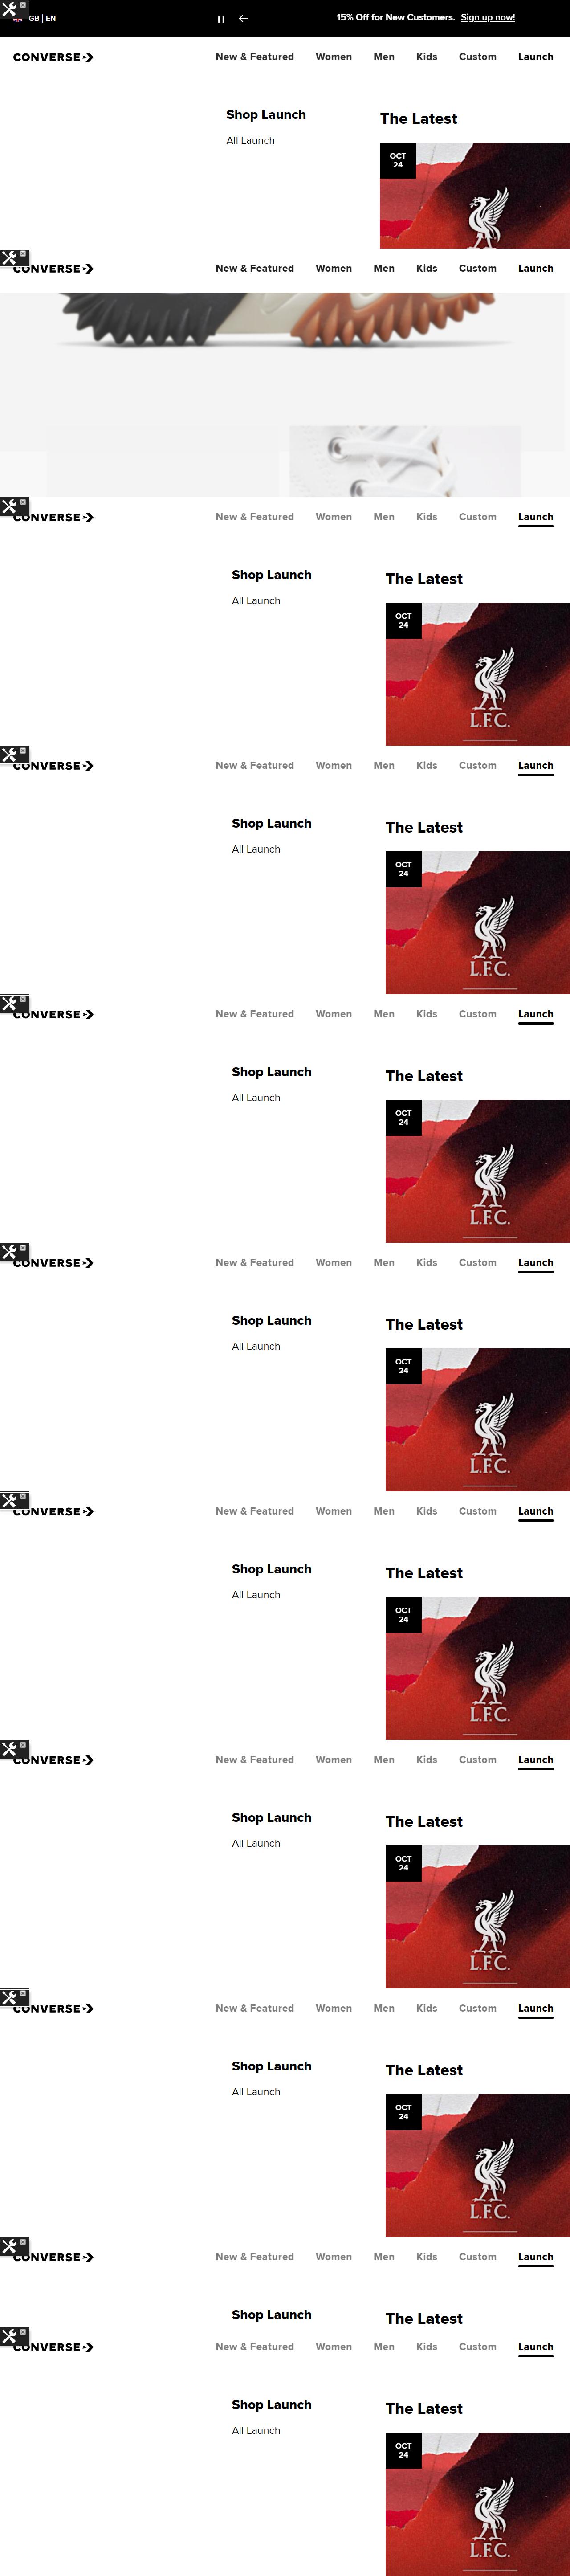 GB | EN
15% Off for New Customers. Sign up now!
CONVERSE
New & Featured Women Men Kids Custom Launch
Shop Launch
The Latest
All Launch
OCT
24
CONVERSE
New & Featured Women Men Kids Custom Launch
CONVERSE
New & Featured Women Men Kids Custom Launch
Shop Launch
The Latest
All Launch
OCT
24
L.F.C.
CONVERSE
New & Featured Women Men Kids Custom Launch
Shop Launch
The Latest
All Launch
OCT
24
L.F.C.
CONVERSE
New & Featured Women Men Kids Custom Launch
Shop Launch
The Latest
All Launch
OCT
24
L.F.C.
CONVERSE
New & Featured Women Men Kids Custom Launch
Shop Launch
The Latest
All Launch
OCT
24
L.F.C.
CONVERSE
New & Featured Women Men Kids Custom Launch
Shop Launch
The Latest
All Launch
OCT
24
L.F.C.
CONVERSE
New & Featured Women Men Kids Custom Launch
Shop Launch
The Latest
All Launch
OCT
24
L.F.C.
CONVERSE
New & Featured Women Men Kids Custom Launch
Shop Launch
The Latest
All Launch
OCT
24
L.F.C.
CONVERSE
New & Featured Women Men Kids Custom Launch
Shop Launch
The Latest
CONVERSE
New & Featured Women Men Kids Custom Launch
Shop Launch
The Latest
All Launch
OCT
24
L.F.C.